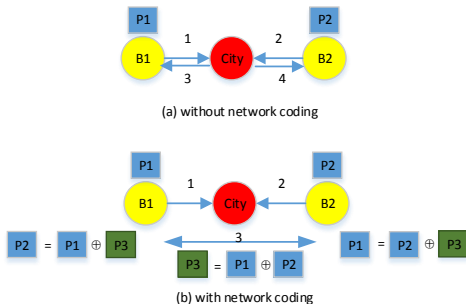 P1 P2
1 2
B1 City B2
3 4
(a) without network coding
P1 P2
1 2
B1 City B2
3
P2 = P1 ⊕ P3
P1 = P2 ⊕ P3
P3 = P1 ⊕ P2
(b) with network coding